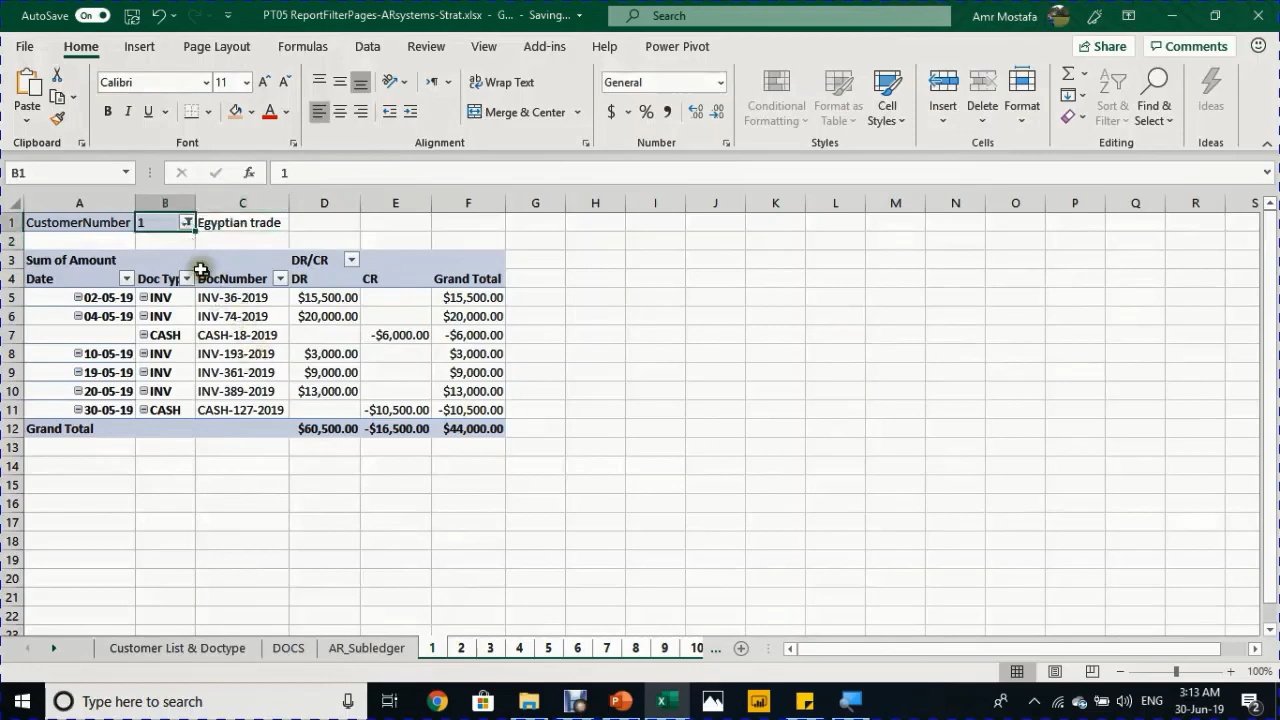 AutoSave On PT05 ReportFilterPages-ARsystems-Strat.xlsx - G... - Saving... Search Amr Mostafa
File Home Insert Page Layout Formulas Data Review View Add-ins Help Power Pivot Share Comments
Paste Calibri 11 Wrap Text General Conditional Formatting Format as Table Cell Styles Insert Delete Format Sort & Filter Find & Select Ideas
B I U A Merge & Center $ %
Clipboard Font Alignment Number Styles Cells Editing Ideas
B1 fx 1
A B C D E F G H I J K L M N O P Q R S
1 CustomerNumber 1 Egyptian trade
2
3 Sum of Amount DR/CR
4 Date Doc Typ DocNumber DR CR Grand Total
5 02-05-19 INV INV-36-2019 $15,500.00 $15,500.00
6 04-05-19 INV INV-74-2019 $20,000.00 $20,000.00
7 CASH CASH-18-2019 -$6,000.00 -$6,000.00
8 10-05-19 INV INV-193-2019 $3,000.00 $3,000.00
9 19-05-19 INV INV-361-2019 $9,000.00 $9,000.00
10 20-05-19 INV INV-389-2019 $13,000.00 $13,000.00
11 30-05-19 CASH CASH-127-2019 -$10,500.00 -$10,500.00
12 Grand Total $60,500.00 -$16,500.00 $44,000.00
13
14
15
16
17
18
19
20
21
22
23
Customer List & Doctype DOCS AR_Subledger 1 2 3 4 5 6 7 8 9 10 ...
100%
Type here to search ENG 3:13 AM
30-Jun-19 2